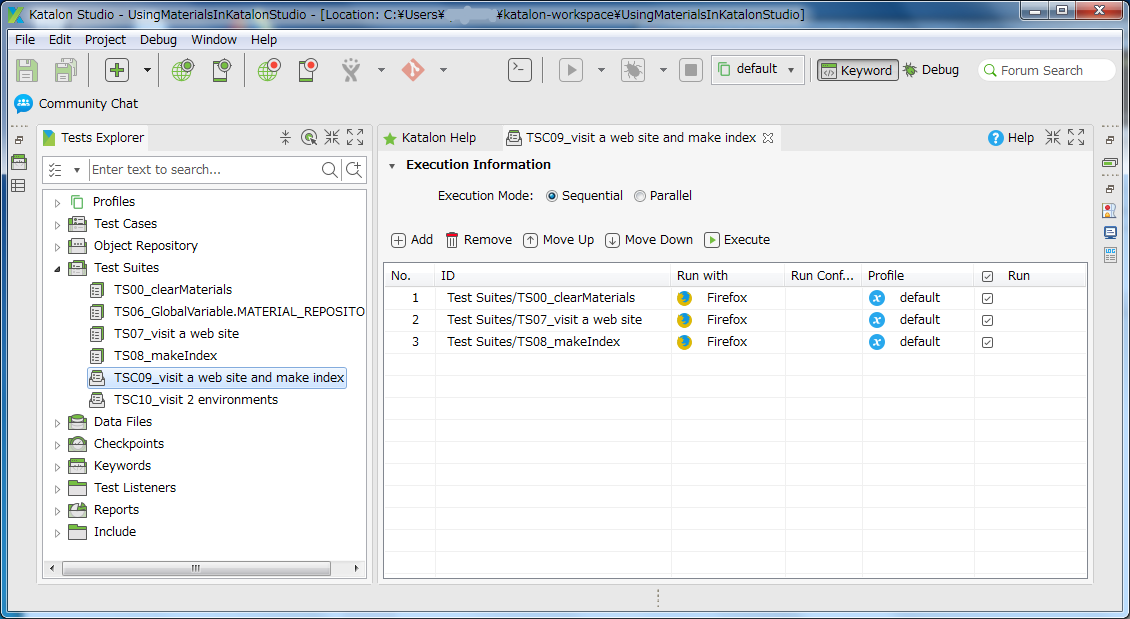 Katalon Studio - UsingMaterialsInKatalonStudio - [Location: C:¥Users¥ ¥katalon-workspace¥UsingMaterialsInKatalonStudio]
File Edit Project Debug Window Help
default Keyword Debug Forum Search
Community Chat
Tests Explorer
Enter text to search...
Profiles
Test Cases
Object Repository
Test Suites
TS00_clearMaterials
TS06_GlobalVariable.MATERIAL_REPOSITO
TS07_visit a web site
TS08_makeIndex
TSC09_visit a web site and make index
TSC10_visit 2 environments
Data Files
Checkpoints
Keywords
Test Listeners
Reports
Include
Katalon Help TSC09_visit a web site and make index Help
Execution Information
Execution Mode: Sequential Parallel
Add Remove Move Up Move Down Execute
No. ID Run with Run Conf... Profile Run
1 Test Suites/TS00_clearMaterials Firefox default
2 Test Suites/TS07_visit a web site Firefox default
3 Test Suites/TS08_makeIndex Firefox default